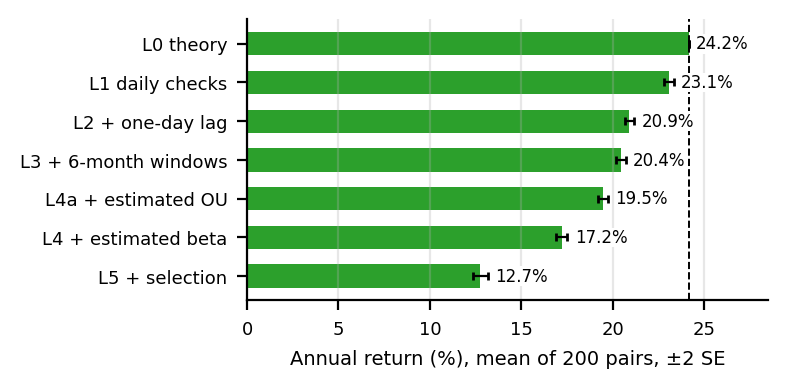 L0 theory
24.2%
L1 daily checks
23.1%
L2 + one-day lag
20.9%
L3 + 6-month windows
20.4%
L4a + estimated OU
19.5%
L4 + estimated beta
17.2%
L5 + selection
12.7%
0 5 10 15 20 25
Annual return (%), mean of 200 pairs, ±2 SE